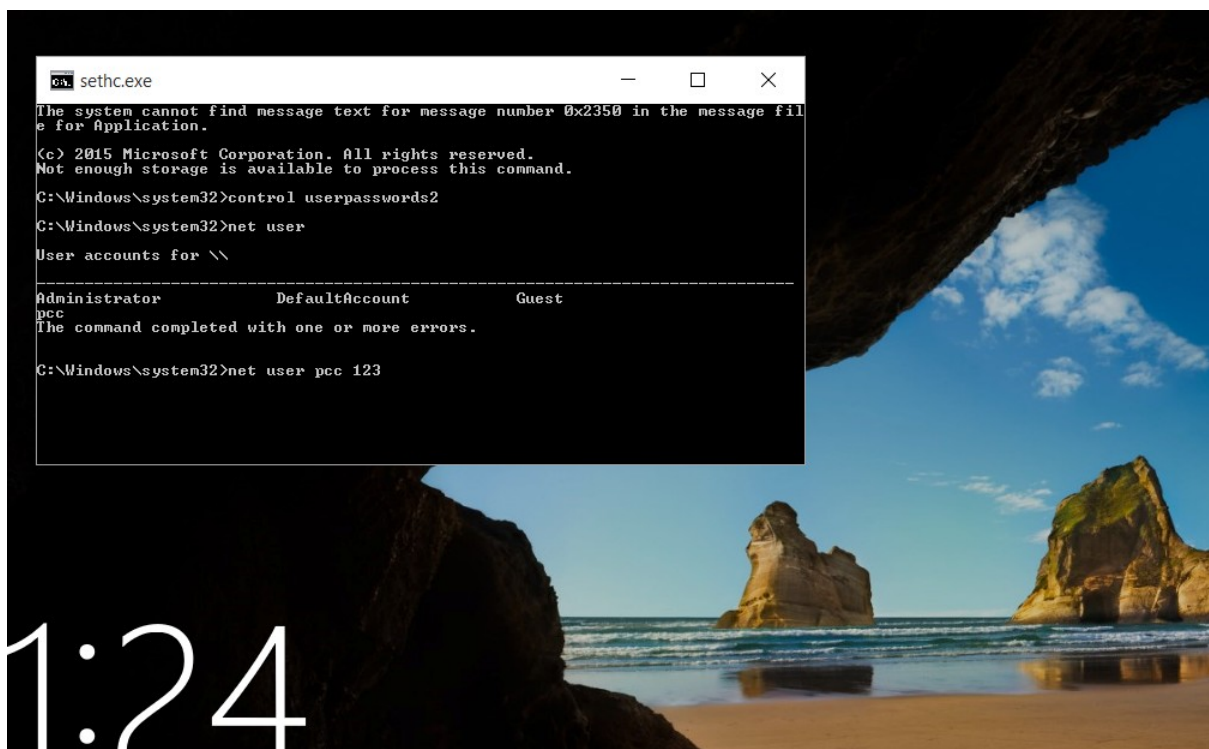 sethc.exe
The system cannot find message text for message number 0x2350 in the message fil
e for Application.
(c) 2015 Microsoft Corporation. All rights reserved.
Not enough storage is available to process this command.
C:\Windows\system32>control userpasswords2
C:\Windows\system32>net user
User accounts for \\
-------------------------------------------------------------------------------
Administrator            DefaultAccount           Guest
pcc
The command completed with one or more errors.
C:\Windows\system32>net user pcc 123
1:24